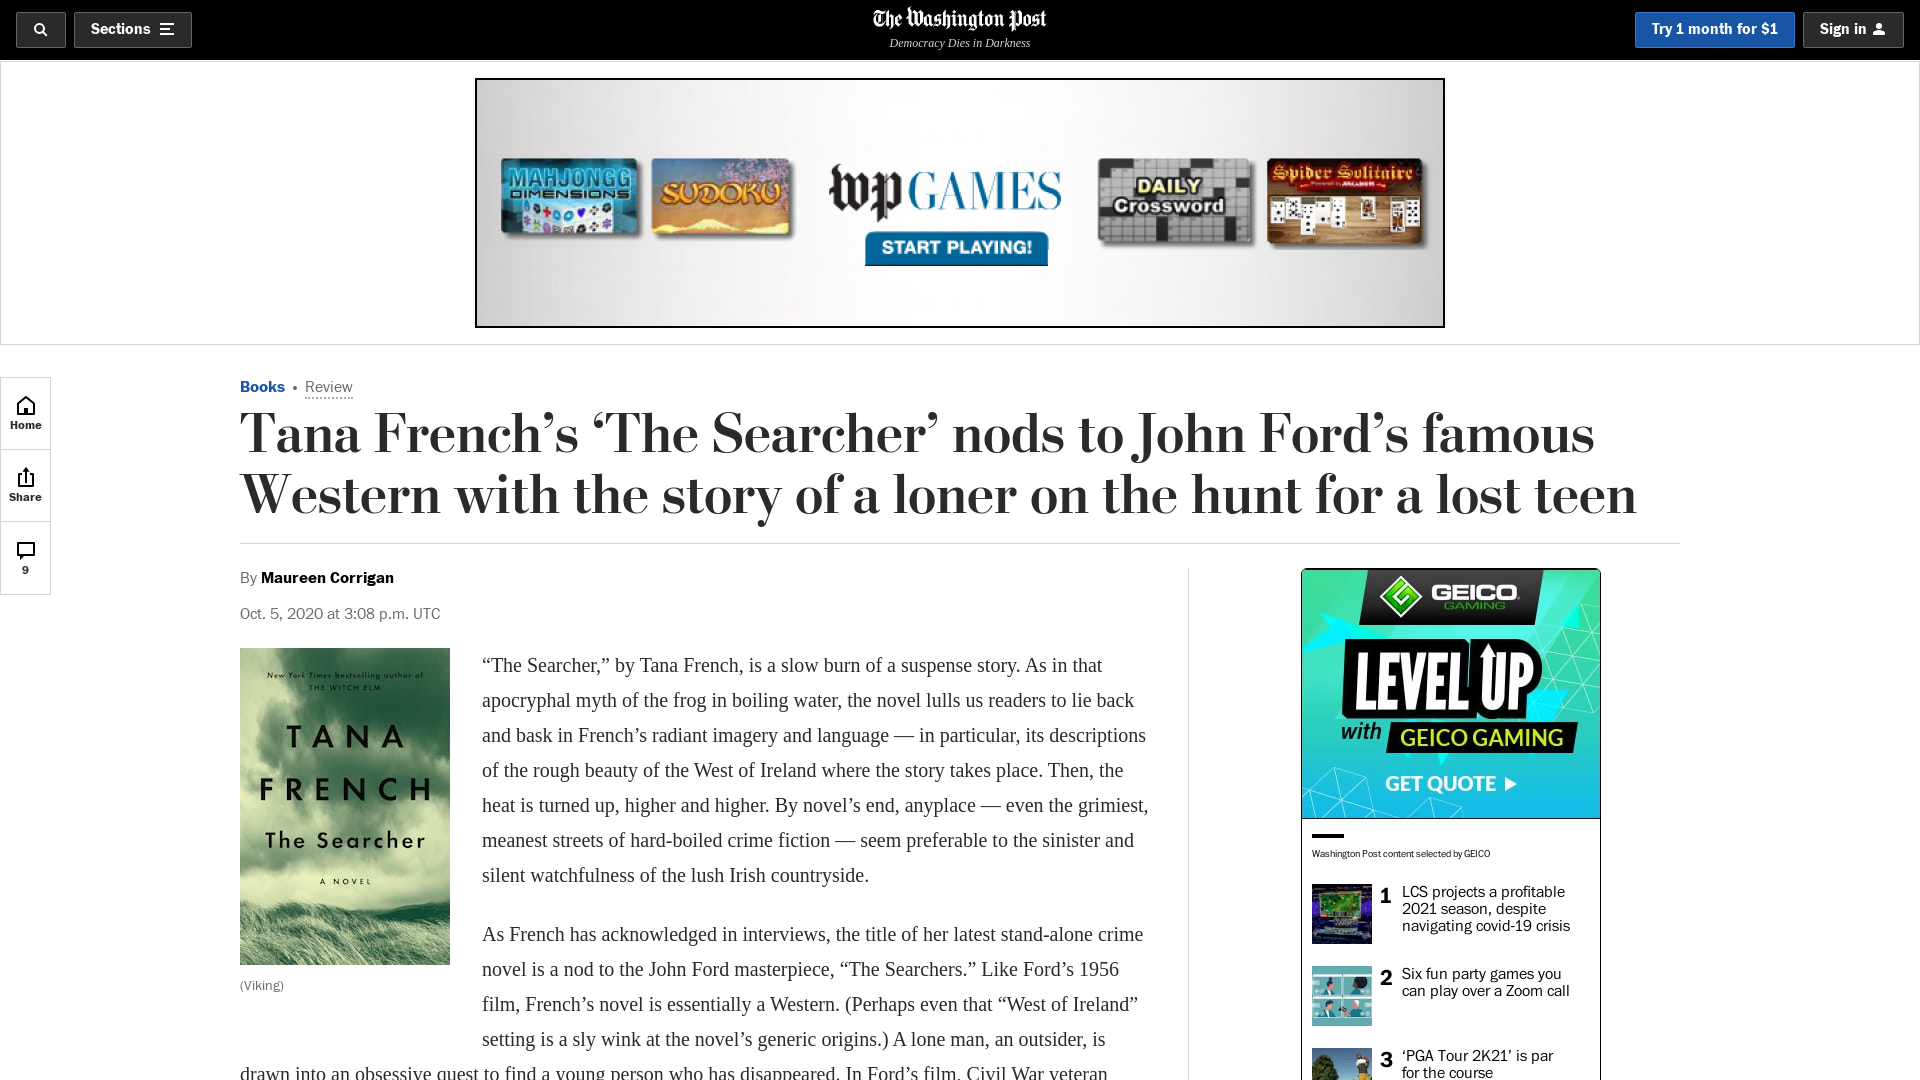 Sections
The Washington Post
Democracy Dies in Darkness
Try 1 month for $1
Sign in
MAHJONGG
DIMENSIONS
SUDOKU
wp GAMES
START PLAYING!
DAILY
Crossword
Spider Solitaire
Home
Share
9
Books • Review
Tana French’s ‘The Searcher’ nods to John Ford’s famous
Western with the story of a loner on the hunt for a lost teen
By Maureen Corrigan
Oct. 5, 2020 at 3:08 p.m. UTC
New York Times bestselling author of
THE WITCH ELM
TANA
FRENCH
The Searcher
A NOVEL
(Viking)
“The Searcher,” by Tana French, is a slow burn of a suspense story. As in that
apocryphal myth of the frog in boiling water, the novel lulls us readers to lie back
and bask in French’s radiant imagery and language — in particular, its descriptions
of the rough beauty of the West of Ireland where the story takes place. Then, the
heat is turned up, higher and higher. By novel’s end, anyplace — even the grimiest,
meanest streets of hard-boiled crime fiction — seem preferable to the sinister and
silent watchfulness of the lush Irish countryside.
As French has acknowledged in interviews, the title of her latest stand-alone crime
novel is a nod to the John Ford masterpiece, “The Searchers.” Like Ford’s 1956
film, French’s novel is essentially a Western. (Perhaps even that “West of Ireland”
setting is a sly wink at the novel’s generic origins.) A lone man, an outsider, is
drawn into an obsessive quest to find a young person who has disappeared. In Ford’s film, Civil War veteran
GEICO
GAMING
LEVEL UP
with GEICO GAMING
GET QUOTE
Washington Post content selected by GEICO
1 LCS projects a profitable
2021 season, despite
navigating covid-19 crisis
2 Six fun party games you
can play over a Zoom call
3 ‘PGA Tour 2K21’ is par
for the course